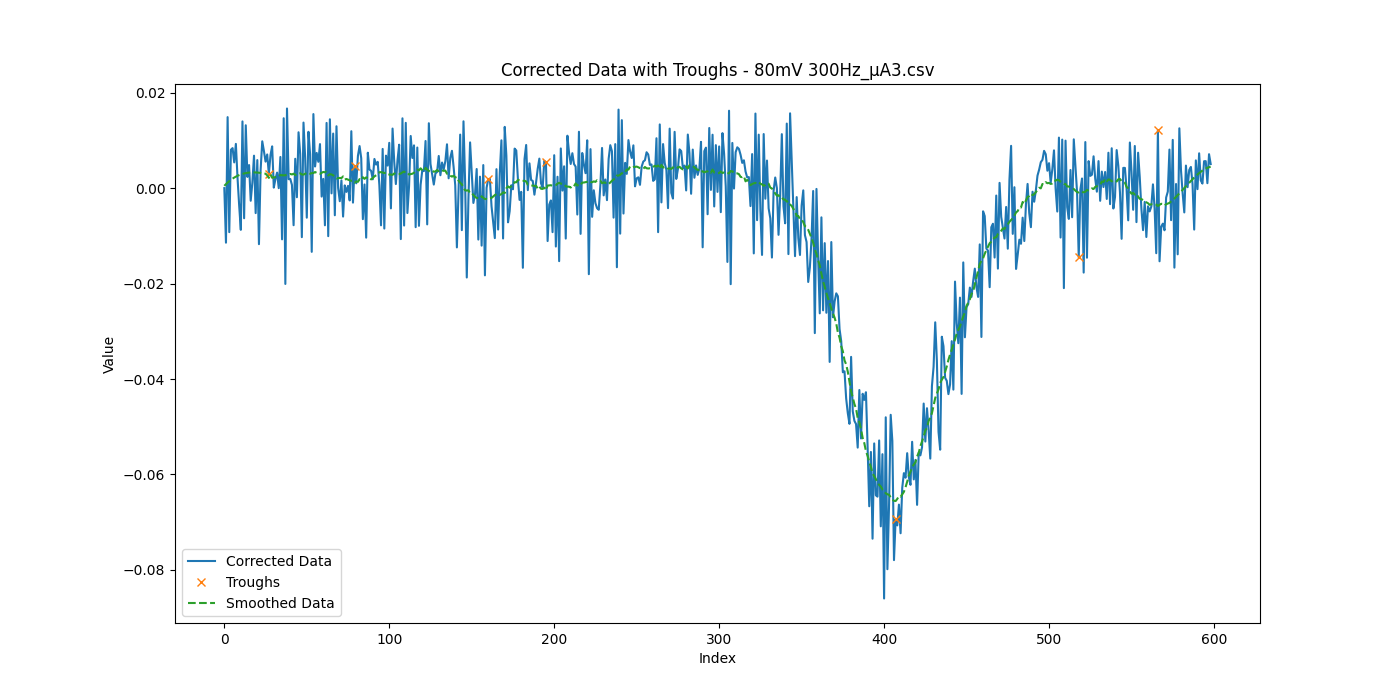 Corrected Data with Troughs - 80mV 300Hz_µA3.csv
0.02
0.00
−0.02
−0.04
−0.06
−0.08
Value
Corrected Data
Troughs
Smoothed Data
0 100 200 300 400 500 600
Index